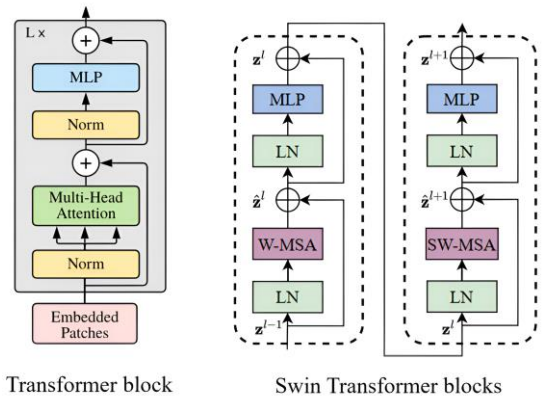 L ×
+
MLP
Norm
+
Multi-Head
Attention
Norm
Embedded
Patches
Transformer block
z^l
MLP
LN
ẑ^l
W-MSA
LN
z^{l-1}
z^{l+1}
MLP
LN
ẑ^{l+1}
SW-MSA
LN
z^l
Swin Transformer blocks